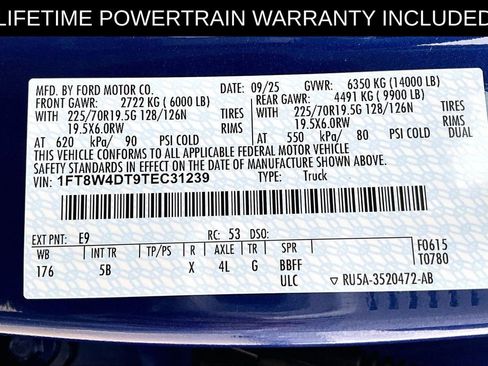 LIFETIME POWERTRAIN WARRANTY INCLUDED!
MFD. BY FORD MOTOR CO. 09/25 GVWR: 6350 KG (14000 LB)
FRONT GAWR: 2722 KG (6000 LB) REAR GAWR: 4491 KG (9900 LB)
WITH 225/70R19.5G 128/126N TIRES WITH 225/70R19.5G 128/126N TIRES
19.5X6.0RW RIMS 19.5X6.0RW RIMS
AT 620 kPa/ 90 PSI COLD AT 550 kPa/ 80 PSI COLD
THIS VEHICLE CONFORMS TO ALL APPLICABLE FEDERAL MOTOR VEHICLE
SAFETY STANDARDS IN EFFECT ON THE DATE OF MANUFACTURE SHOWN ABOVE.
VIN: 1FT8W4DT9TEC31239 TYPE: Truck
EXT PNT: E9 RC: 53 DSO: F0615
WB INT TR TP/PS R AXLE TR SPR T0780
176 5B X 4L G BBFF
ULC RU5A-3520472-AB